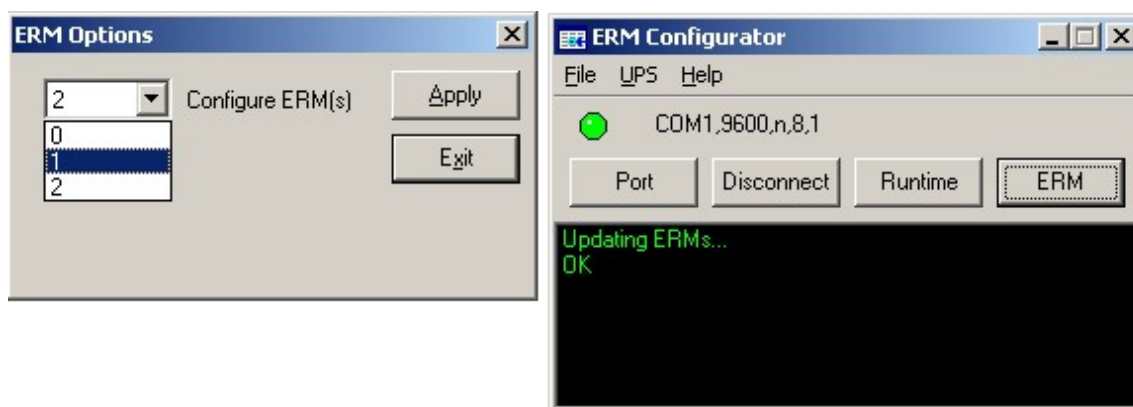 ERM Options
2 Configure ERM(s) Apply
0
1
2
Exit
ERM Configurator
File UPS Help
COM1,9600,n,8,1
Port Disconnect Runtime ERM
Updating ERMs...
OK